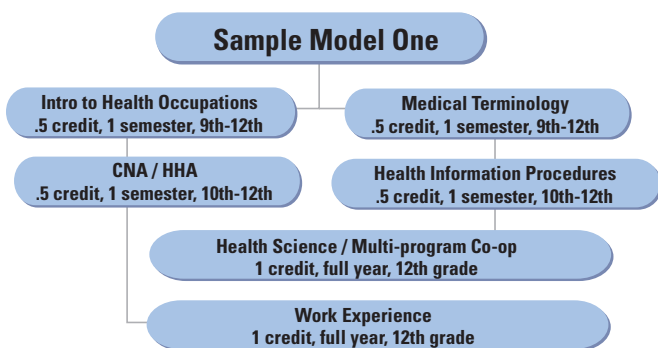 Sample Model One
Intro to Health Occupations
.5 credit, 1 semester, 9th-12th
Medical Terminology
.5 credit, 1 semester, 9th-12th
CNA / HHA
.5 credit, 1 semester, 10th-12th
Health Information Procedures
.5 credit, 1 semester, 10th-12th
Health Science / Multi-program Co-op
1 credit, full year, 12th grade
Work Experience
1 credit, full year, 12th grade